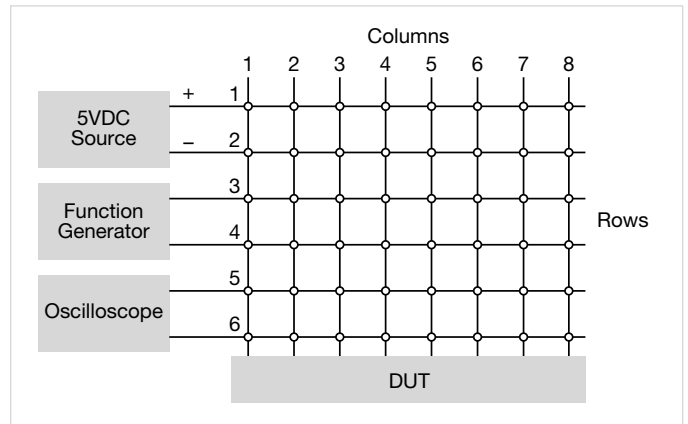 Columns
1 2 3 4 5 6 7 8
5VDC
Source
+ 1
− 2
Function
Generator
3
4
Rows
Oscilloscope
5
6
DUT